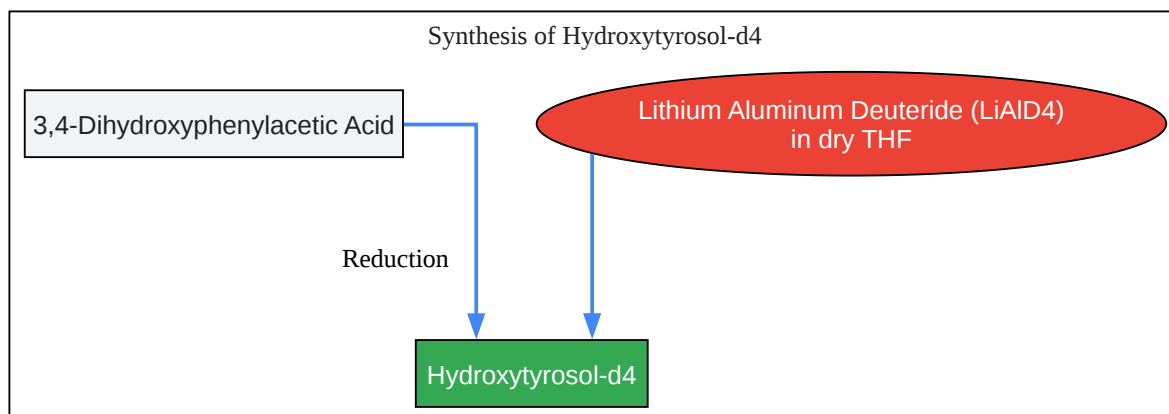 Synthesis of Hydroxytyrosol-d4
3,4-Dihydroxyphenylacetic Acid
Lithium Aluminum Deuteride (LiAlD4)
in dry THF
Reduction
Hydroxytyrosol-d4